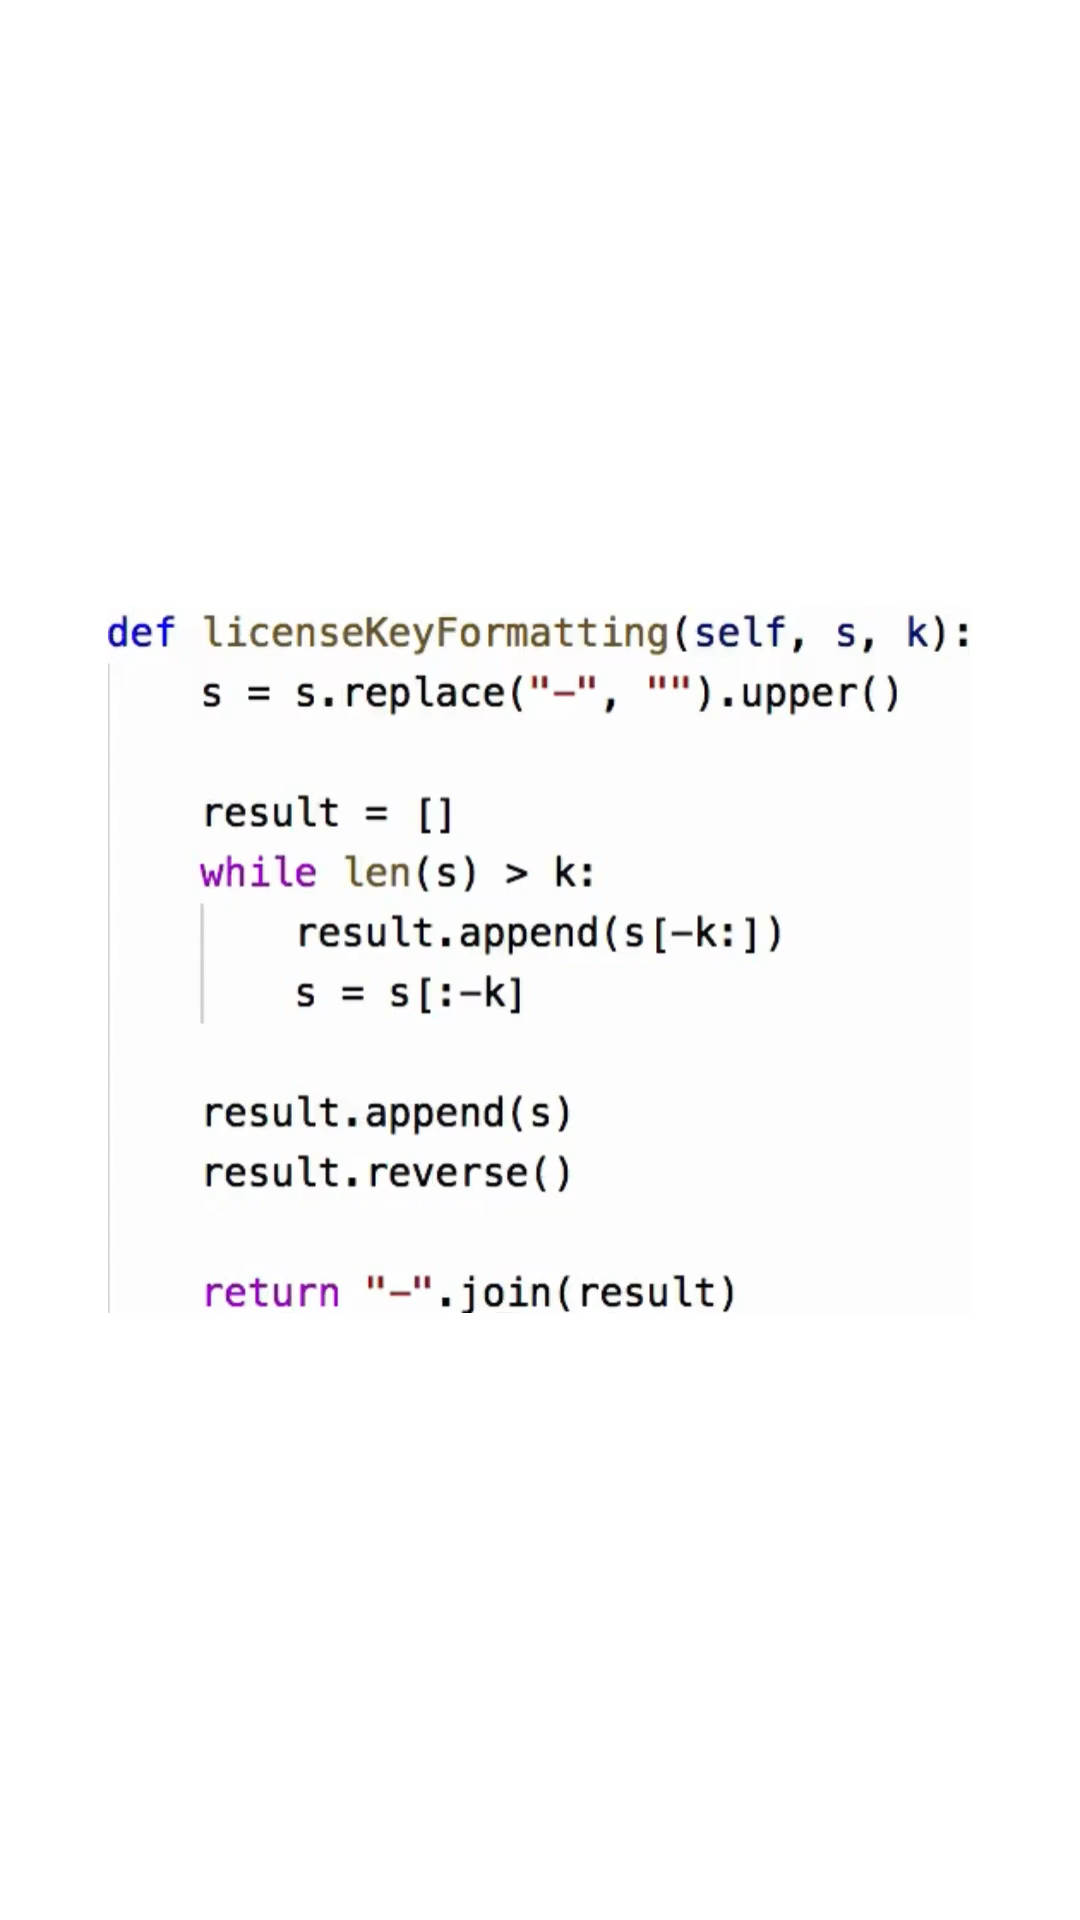 def licenseKeyFormatting(self, s, k):
    s = s.replace("-", "").upper()

    result = []
    while len(s) > k:
        result.append(s[-k:])
        s = s[:-k]

    result.append(s)
    result.reverse()

    return "-".join(result)